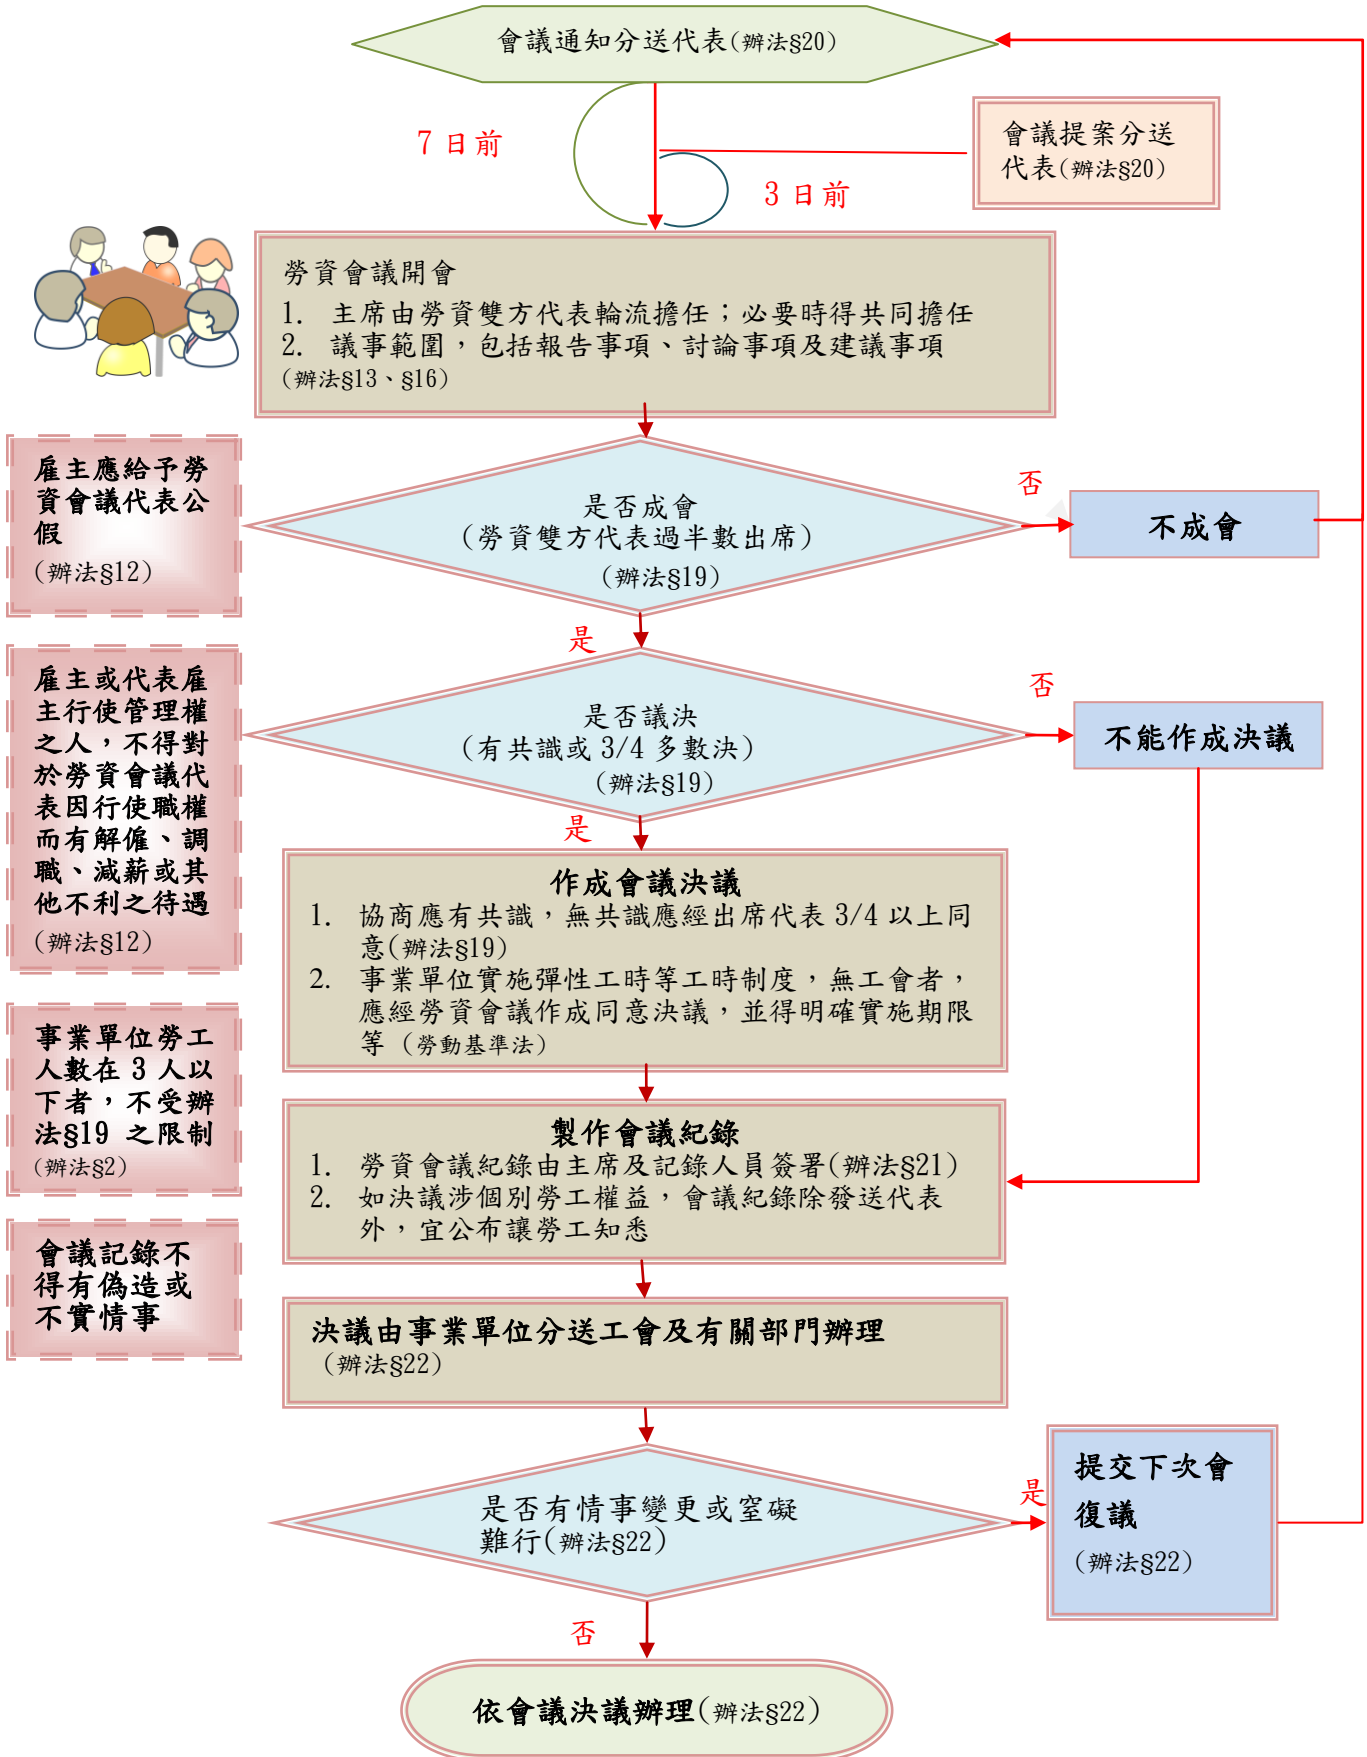 會議通知分送代表(辦法§20)
7 日前
會議提案分送
代表(辦法§20)
3 日前
勞資會議開會
1. 主席由勞資雙方代表輪流擔任；必要時得共同擔任
2. 議事範圍，包括報告事項、討論事項及建議事項
(辦法§13、§16)
雇主應給予勞
資會議代表公
假
(辦法§12)
是否成會
(勞資雙方代表過半數出席)
(辦法§19)
否
不成會
是
雇主或代表雇
主行使管理權
之人，不得對
於勞資會議代
表因行使職權
而有解僱、調
職、減薪或其
他不利之待遇
(辦法§12)
是否議決
(有共識或 3/4 多數決)
(辦法§19)
否
不能作成決議
是
作成會議決議
1. 協商應有共識，無共識應經出席代表 3/4 以上同
意(辦法§19)
2. 事業單位實施彈性工時等工時制度，無工會者，
應經勞資會議作成同意決議，並得明確實施期限
等 (勞動基準法)
事業單位勞工
人數在 3 人以
下者，不受辦
法§19 之限制
(辦法§2)
製作會議紀錄
1. 勞資會議紀錄由主席及記錄人員簽署(辦法§21)
2. 如決議涉個別勞工權益，會議紀錄除發送代表
外，宜公布讓勞工知悉
會議記錄不
得有偽造或
不實情事
決議由事業單位分送工會及有關部門辦理
(辦法§22)
是否有情事變更或窒礙
難行(辦法§22)
是
提交下次會
復議
(辦法§22)
否
依會議決議辦理(辦法§22)